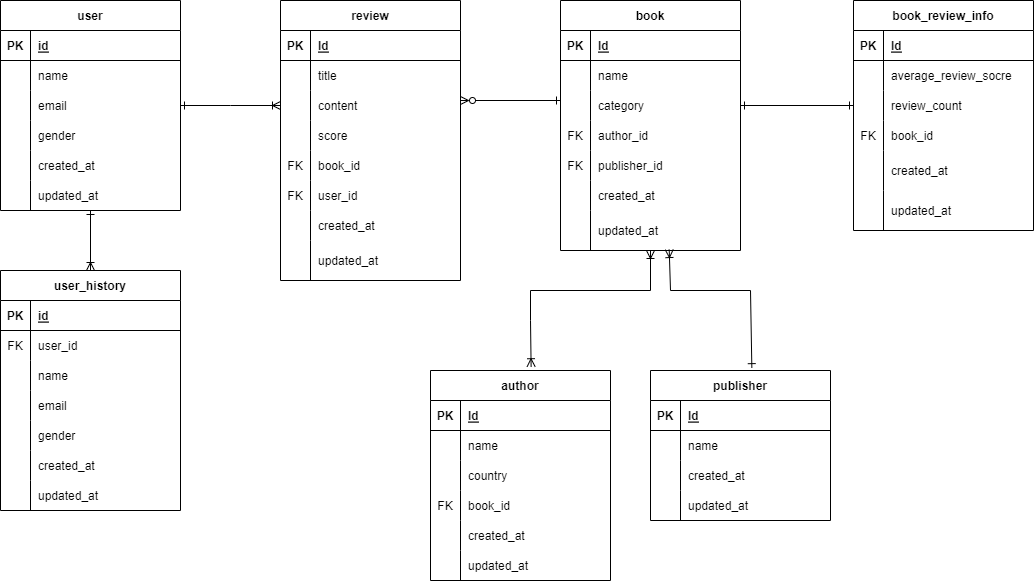 user
PK id
name
email
gender
created_at
updated_at
review
PK Id
title
content
score
FK book_id
FK user_id
created_at
updated_at
book
PK Id
name
category
FK author_id
FK publisher_id
created_at
updated_at
book_review_info
PK Id
average_review_socre
review_count
FK book_id
created_at
updated_at
user_history
PK id
FK user_id
name
email
gender
created_at
updated_at
author
PK Id
name
country
FK book_id
created_at
updated_at
publisher
PK Id
name
created_at
updated_at